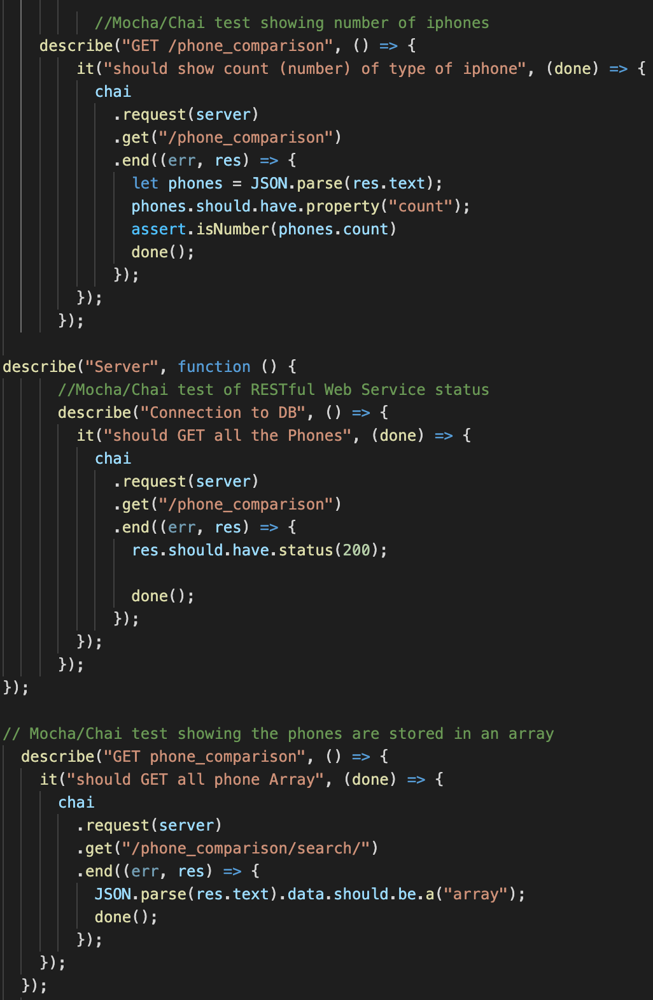 //Mocha/Chai test showing number of iphones
describe("GET /phone_comparison", () => {
it("should show count (number) of type of iphone", (done) => {
chai
.request(server)
.get("/phone_comparison")
.end((err, res) => {
let phones = JSON.parse(res.text);
phones.should.have.property("count");
assert.isNumber(phones.count)
done();
});
});
});
describe("Server", function () {
//Mocha/Chai test of RESTful Web Service status
describe("Connection to DB", () => {
it("should GET all the Phones", (done) => {
chai
.request(server)
.get("/phone_comparison")
.end((err, res) => {
res.should.have.status(200);
done();
});
});
});
});
// Mocha/Chai test showing the phones are stored in an array
describe("GET phone_comparison", () => {
it("should GET all phone Array", (done) => {
chai
.request(server)
.get("/phone_comparison/search/")
.end((err, res) => {
JSON.parse(res.text).data.should.be.a("array");
done();
});
});
});